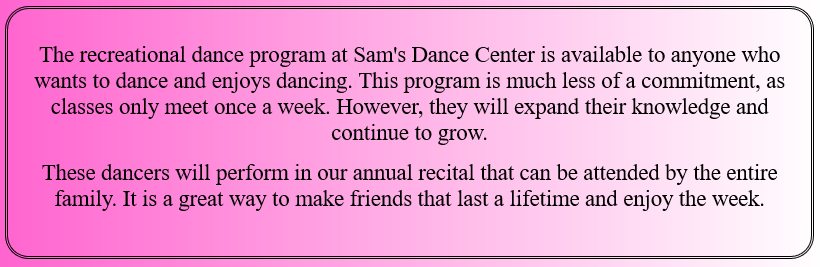 The recreational dance program at Sam's Dance Center is available to anyone who
wants to dance and enjoys dancing. This program is much less of a commitment, as
classes only meet once a week. However, they will expand their knowledge and
continue to grow.
These dancers will perform in our annual recital that can be attended by the entire
family. It is a great way to make friends that last a lifetime and enjoy the week.